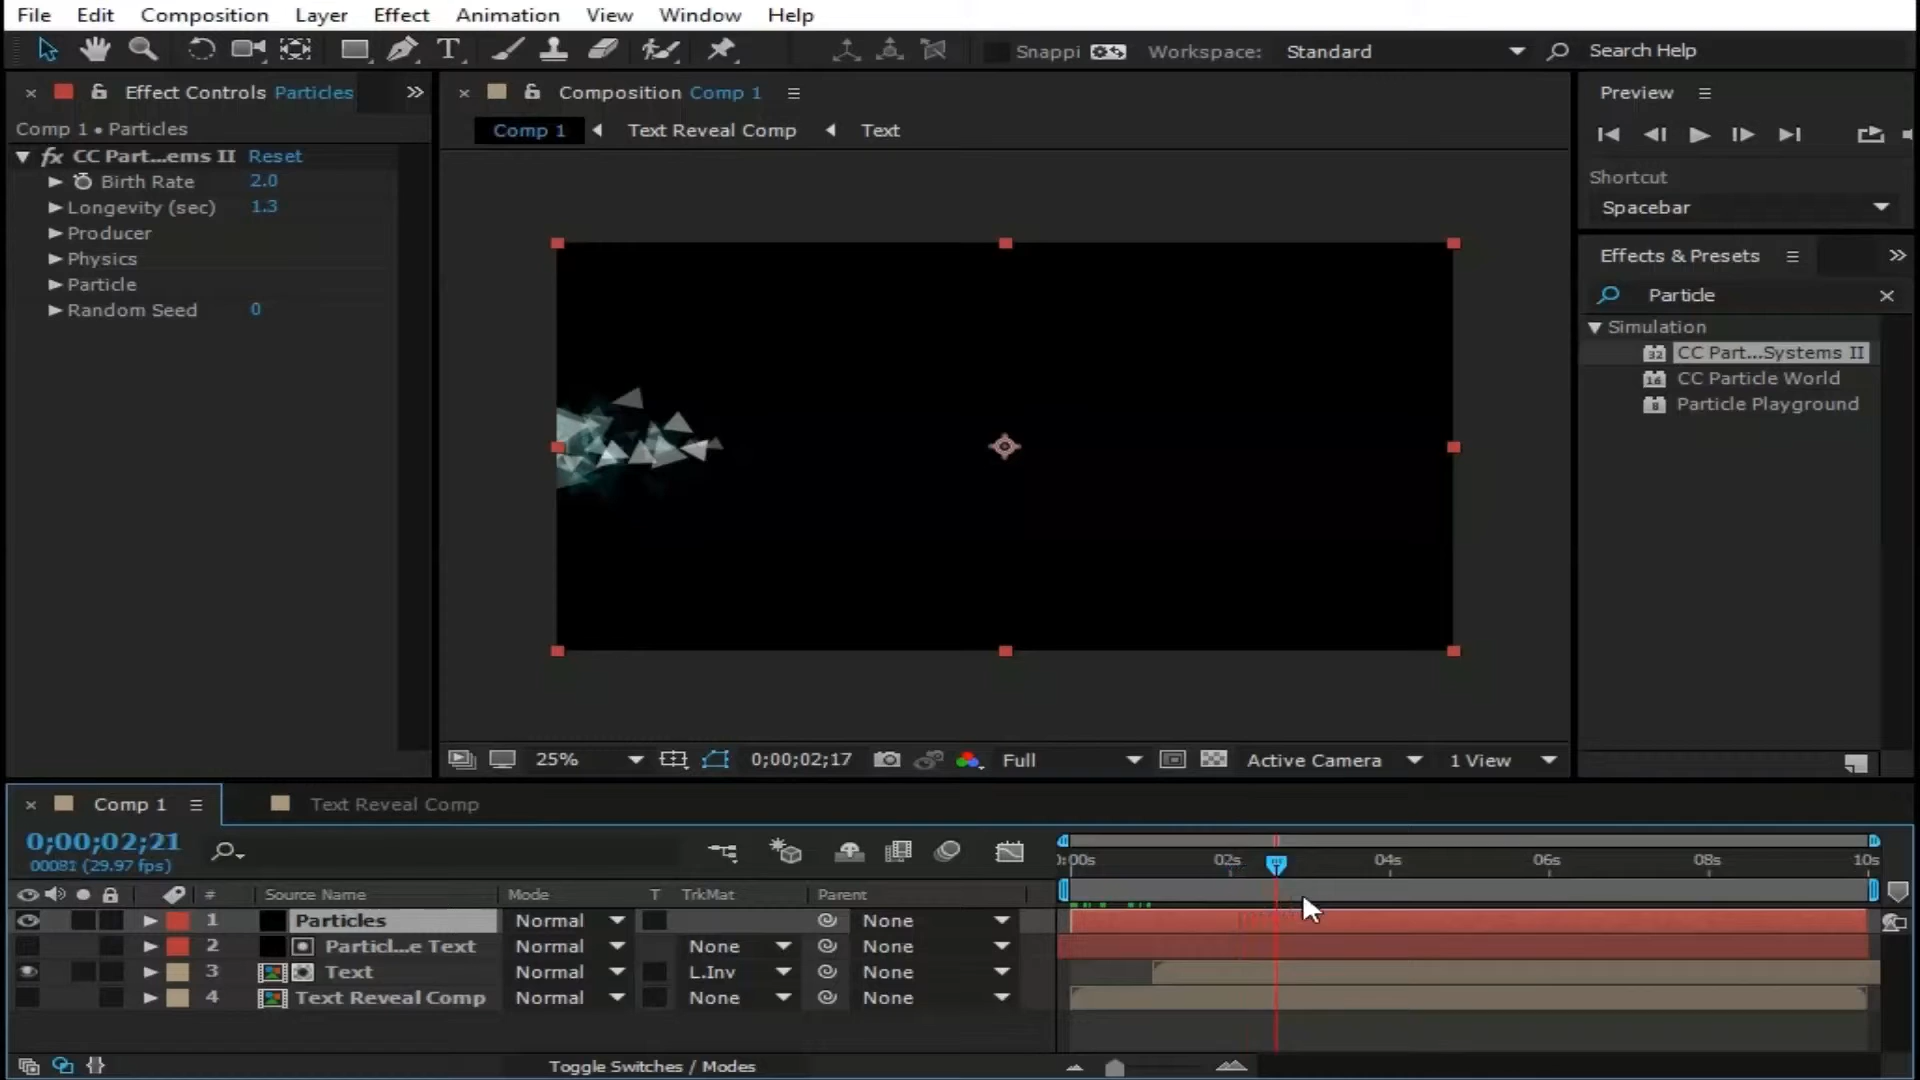 File Edit Composition Layer Effect Animation View Window Help
Snappi Workspace: Standard Search Help
Effect Controls Particles
Comp 1 • Particles
fx CC Part...ems II Reset
Birth Rate 2.0
Longevity (sec) 1.3
Producer
Physics
Particle
Random Seed 0
Composition Comp 1
Comp 1 Text Reveal Comp Text
25% 0;00;02;17 Full Active Camera 1 View
Preview
Shortcut
Spacebar
Effects & Presets
Particle
Simulation
32 CC Part...Systems II
16 CC Particle World
8 Particle Playground
Comp 1 Text Reveal Comp
0;00;02;21
00081 (29.97 fps)
):00s 02s 04s 06s 08s 10s
# Source Name Mode T TrkMat Parent
1 Particles Normal None
2 Particl...e Text Normal None None
3 Text Normal L.Inv None
4 Text Reveal Comp Normal None None
Toggle Switches / Modes